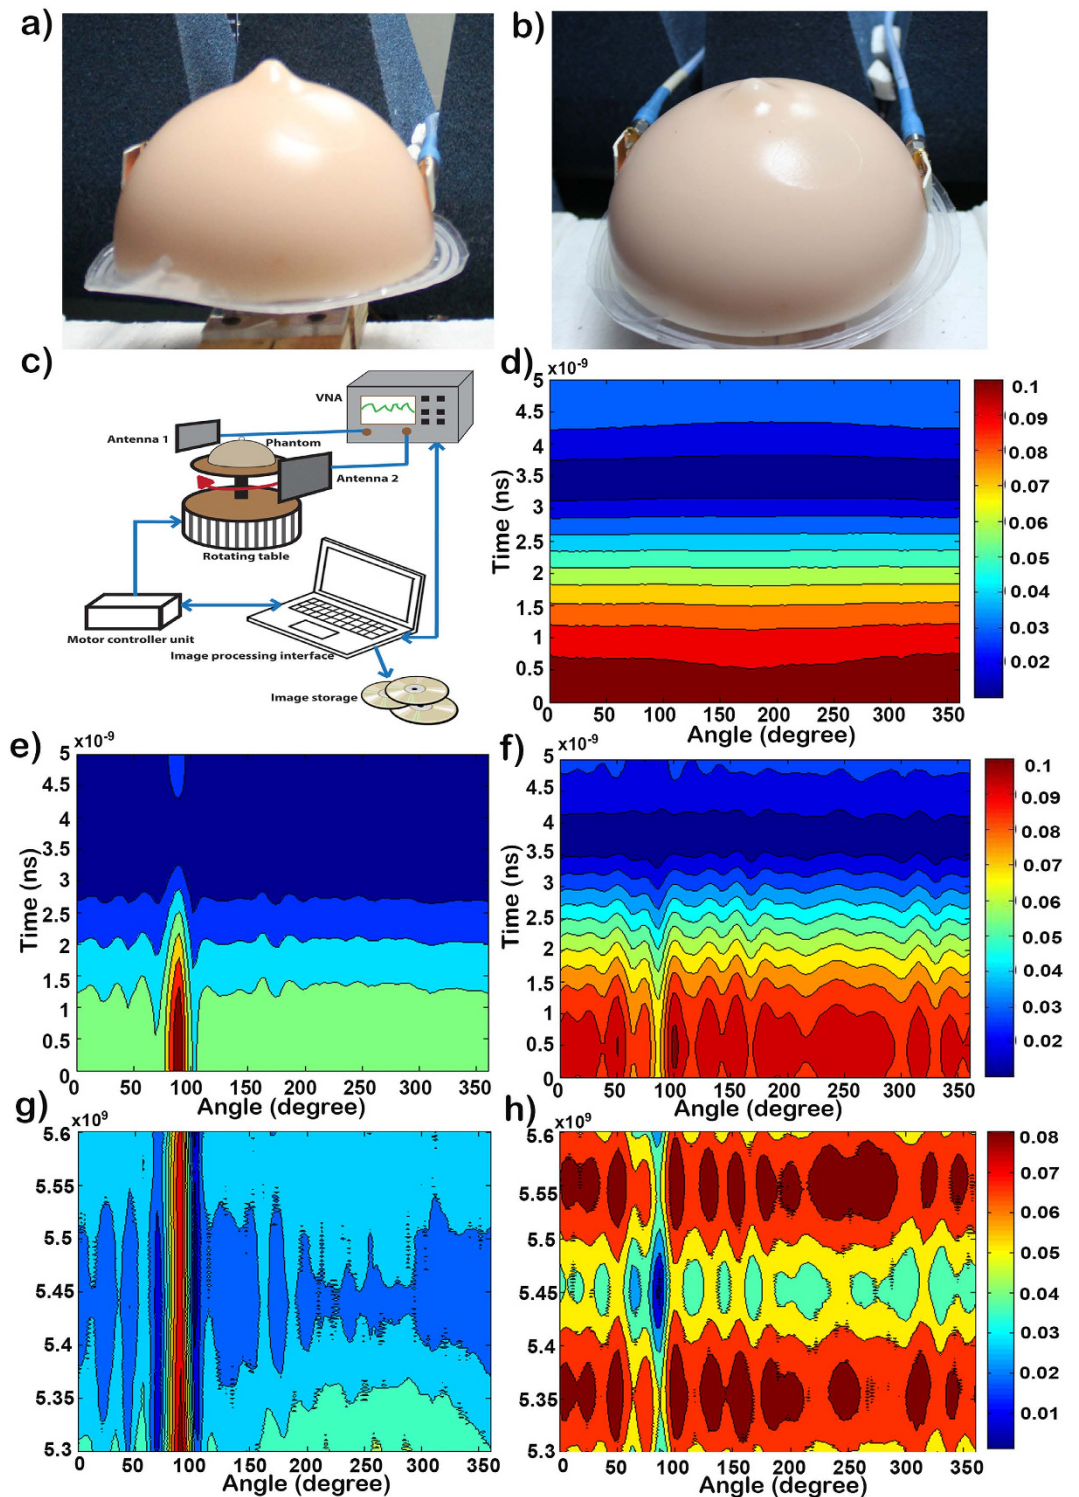 a)
b)
c)
VNA
Antenna 1
Phantom
Antenna 2
Rotating table
Motor controller unit
Image processing interface
Image storage
d)
x10⁻⁹
5
4.5
4
3.5
3
2.5
2
1.5
1
0.5
0
Time (ns)
0 50 100 150 200 250 300 350
Angle (degree)
0.1
0.09
0.08
0.07
0.06
0.05
0.04
0.03
0.02
e)
x10⁻⁹
5
4.5
4
3.5
3
2.5
2
1.5
1
0.5
0
Time (ns)
0 50 100 150 200 250 300 350
Angle (degree)
f)
x10⁻⁹
5
4.5
4
3.5
3
2.5
2
1.5
1
0.5
0
Time (ns)
0 50 100 150 200 250 300 350
Angle (degree)
0.1
0.09
0.08
0.07
0.06
0.05
0.04
0.03
0.02
g)
x10⁹
5.6
5.55
5.5
5.45
5.4
5.35
5.3
0 50 100 150 200 250 300 350
Angle (degree)
h)
x10⁹
5.6
5.55
5.5
5.45
5.4
5.35
5.3
0 50 100 150 200 250 300 350
Angle (degree)
0.08
0.07
0.06
0.05
0.04
0.03
0.02
0.01